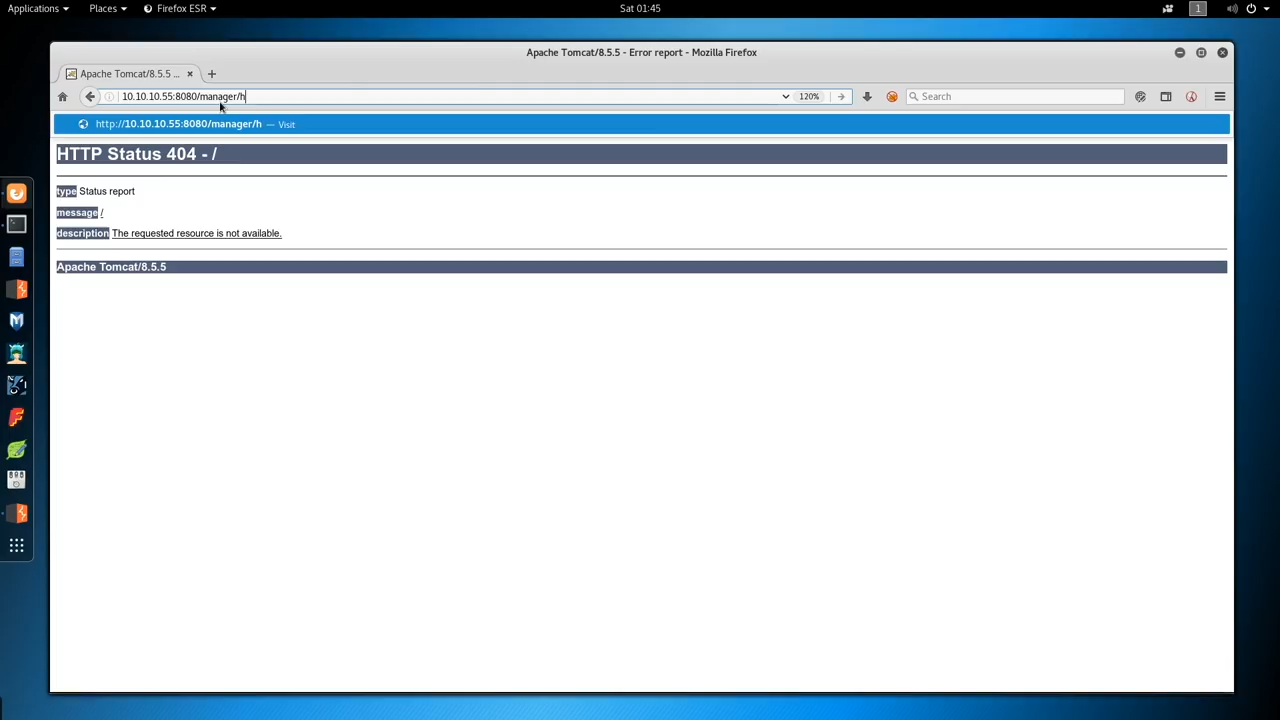 Applications Places Firefox ESR Sat 01:45 1
Apache Tomcat/8.5.5 - Error report - Mozilla Firefox
Apache Tomcat/8.5.5 ...
10.10.10.55:8080/manager/h 120% Search
http://10.10.10.55:8080/manager/h — Visit
HTTP Status 404 - /
type Status report
message /
description The requested resource is not available.
Apache Tomcat/8.5.5